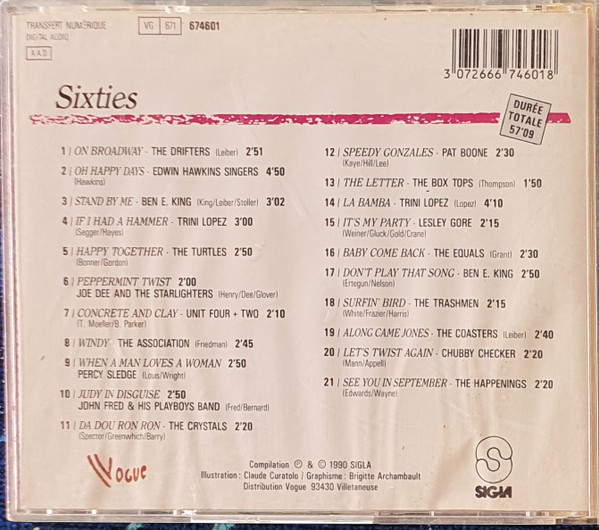 TRANSFERT NUMÉRIQUE
DIGITAL AUDIO
A.A.D.
VG 671 674601
3 072666 746018
Sixties
DURÉE
TOTALE
57'09
1 | ON BROADWAY - THE DRIFTERS (Leiber) 2'51
2 | OH HAPPY DAYS - EDWIN HAWKINS SINGERS 4'50
(Hawkins)
3 | STAND BY ME - BEN E. KING (King/Leiber/Stoller) 3'02
4 | IF I HAD A HAMMER - TRINI LOPEZ 3'00
(Segger/Hayes)
5 | HAPPY TOGETHER - THE TURTLES 2'50
(Bonner/Gordon)
6 | PEPPERMINT TWIST 2'00
JOE DEE AND THE STARLIGHTERS (Henry/Dee/Glover)
7 | CONCRETE AND CLAY - UNIT FOUR + TWO 2'10
(T. Moeller/B. Parker)
8 | WINDY - THE ASSOCIATION (Friedman) 2'45
9 | WHEN A MAN LOVES A WOMAN 2'50
PERCY SLEDGE (Louis/Wright)
10 | JUDY IN DISGUISE 2'50
JOHN FRED & HIS PLAYBOYS BAND (Fred/Bernard)
11 | DA DOU RON RON - THE CRYSTALS 2'20
(Spector/Greenwhich/Barry)
12 | SPEEDY GONZALES - PAT BOONE 2'30
(Kaye/Hill/Lee)
13 | THE LETTER - THE BOX TOPS (Thompson) 1'50
14 | LA BAMBA - TRINI LOPEZ (Lopez) 4'10
15 | IT'S MY PARTY - LESLEY GORE 2'15
(Weiner/Gluck/Gold/Crane)
16 | BABY COME BACK - THE EQUALS (Grant) 2'30
17 | DON'T PLAY THAT SONG - BEN E. KING 2'50
(Ertegun/Nelson)
18 | SURFIN' BIRD - THE TRASHMEN 2'15
(White/Frazier/Harris)
19 | ALONG CAME JONES - THE COASTERS (Leiber) 2'40
20 | LET'S TWIST AGAIN - CHUBBY CHECKER 2'20
(Mann/Appell)
21 | SEE YOU IN SEPTEMBER - THE HAPPENINGS 2'20
(Edwards/Wayne)
VOGUE
Compilation ℗ & © 1990 SIGLA
Illustration : Claude Curatolo / Graphisme : Brigitte Archambault
Distribution Vogue 93430 Villetaneuse
SIGLA